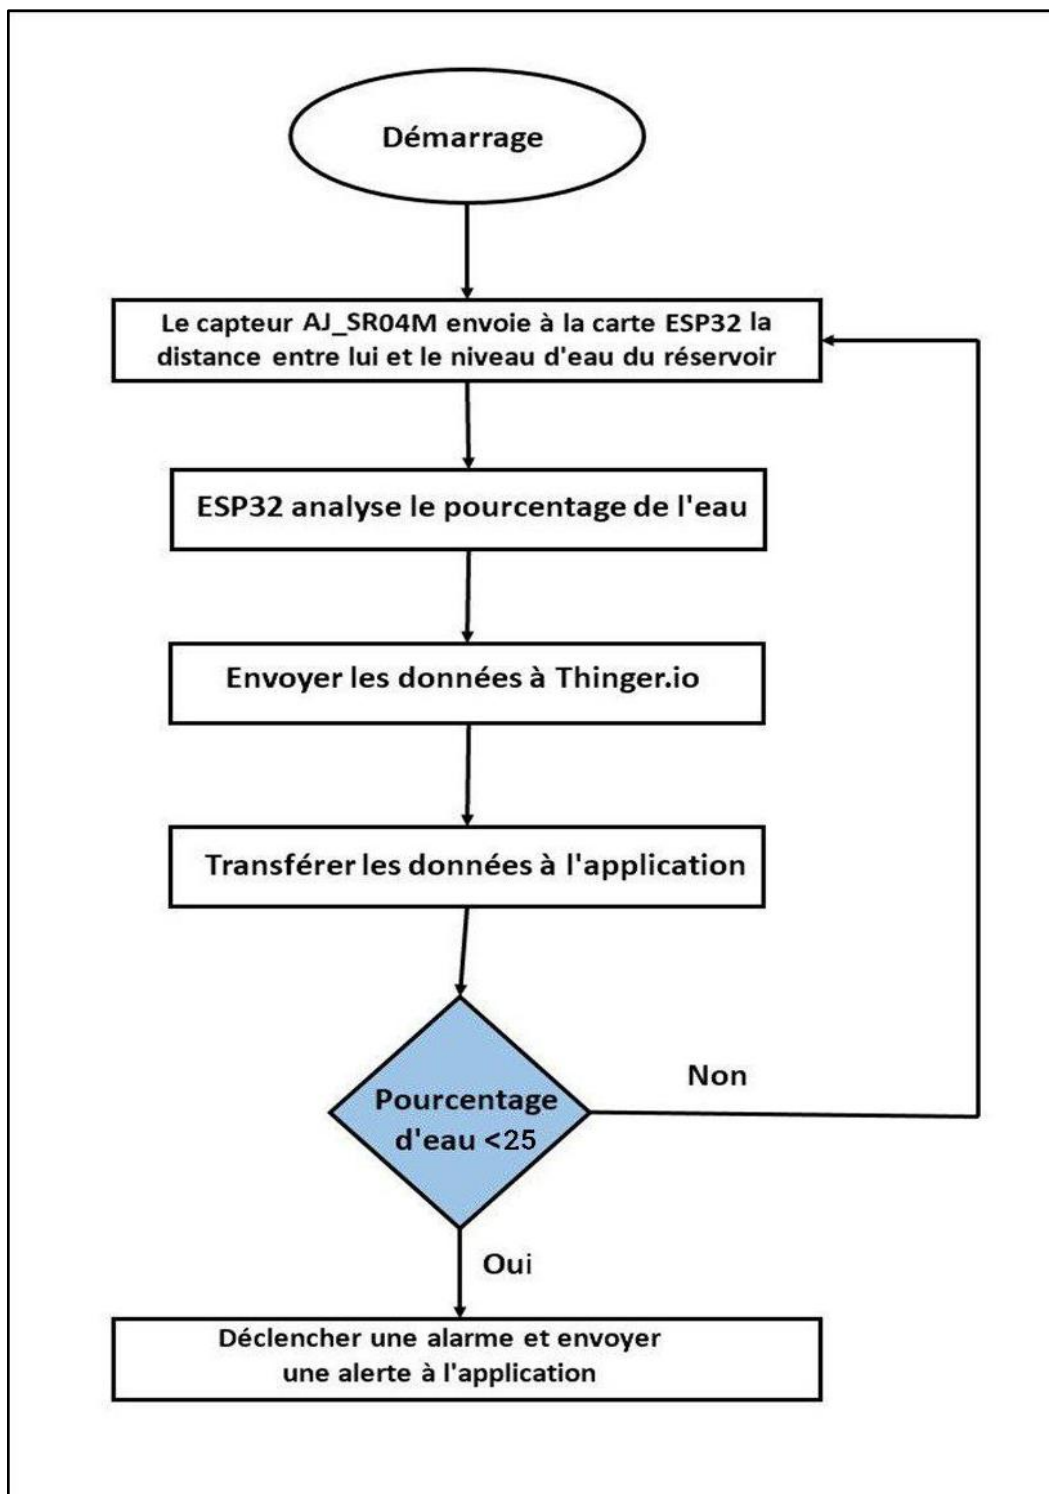 Démarrage
Le capteur AJ_SR04M envoie à la carte ESP32 la
distance entre lui et le niveau d'eau du réservoir
ESP32 analyse le pourcentage de l'eau
Envoyer les données à Thinger.io
Transférer les données à l'application
Pourcentage
d'eau <25
Non
Oui
Déclencher une alarme et envoyer
une alerte à l'application